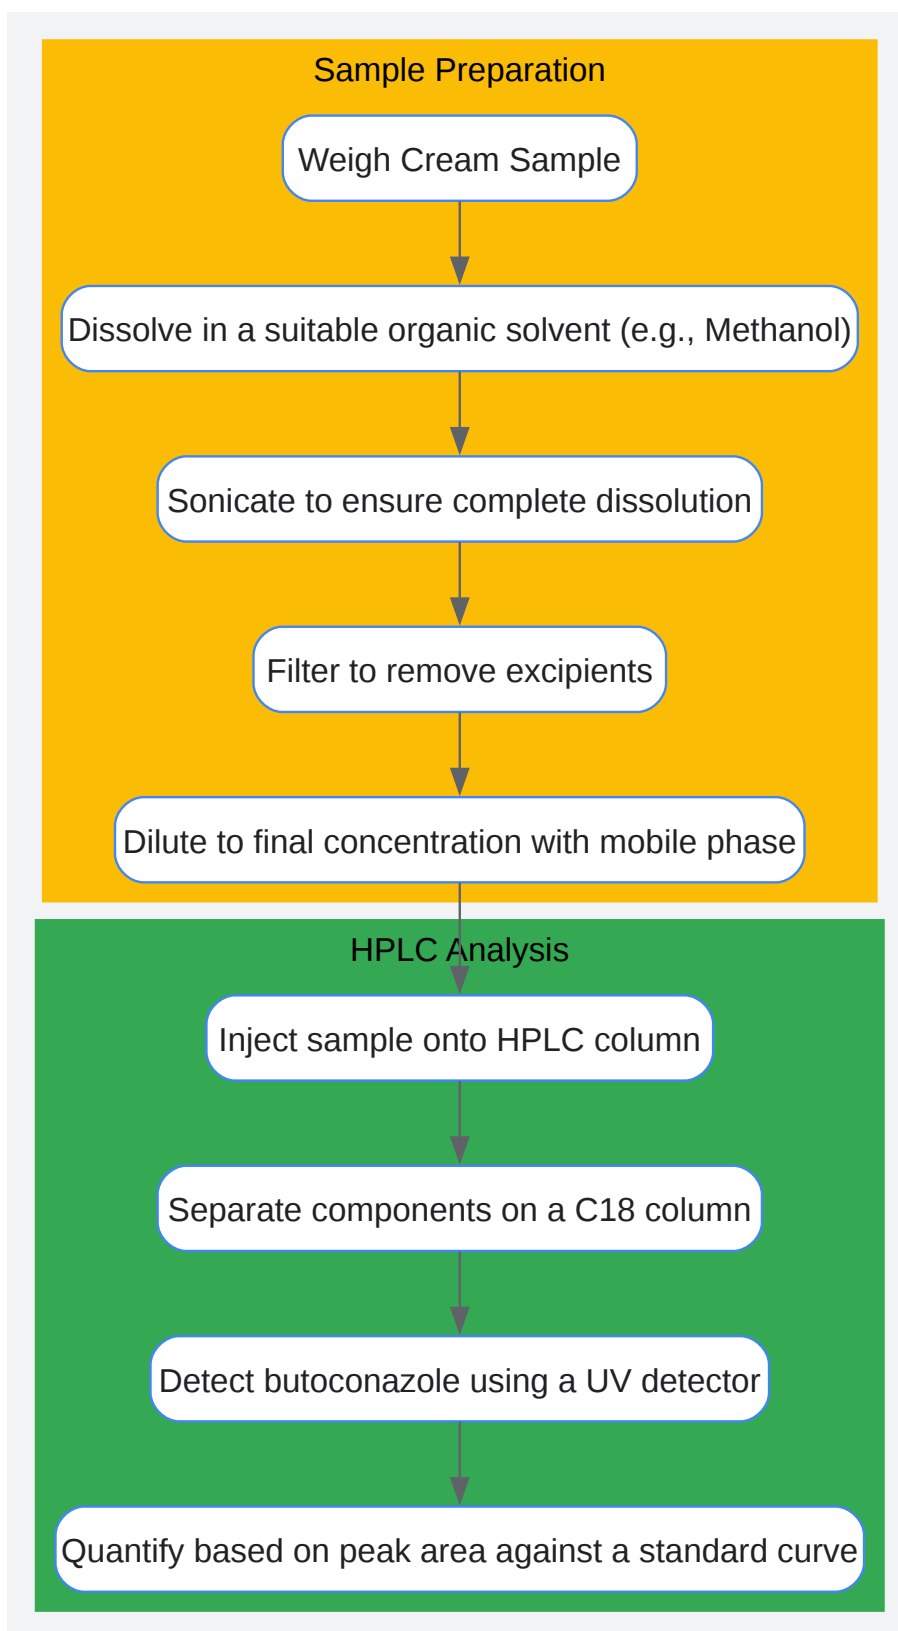 Sample Preparation
Weigh Cream Sample
Dissolve in a suitable organic solvent (e.g., Methanol)
Sonicate to ensure complete dissolution
Filter to remove excipients
Dilute to final concentration with mobile phase
HPLC Analysis
Inject sample onto HPLC column
Separate components on a C18 column
Detect butoconazole using a UV detector
Quantify based on peak area against a standard curve